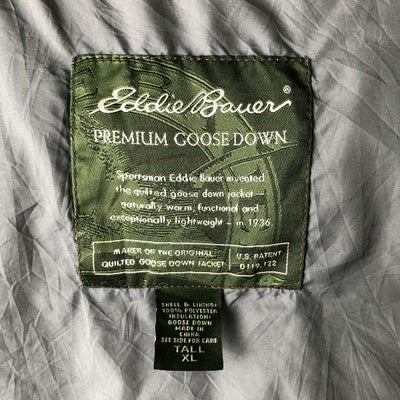 Eddie Bauer®
PREMIUM GOOSE DOWN
Sportsman Eddie Bauer invented
the quilted goose down jacket –
naturally warm, functional and
exceptionally lightweight – in 1936
MAKER OF THE ORIGINAL
QUILTED GOOSE DOWN JACKET
U.S. PATENT
D119,122
SHELL & LINING:
100% POLYESTER
INSULATION:
GOOSE DOWN
MADE IN
CHINA
SEE SIDE FOR CARE
TALL
XL